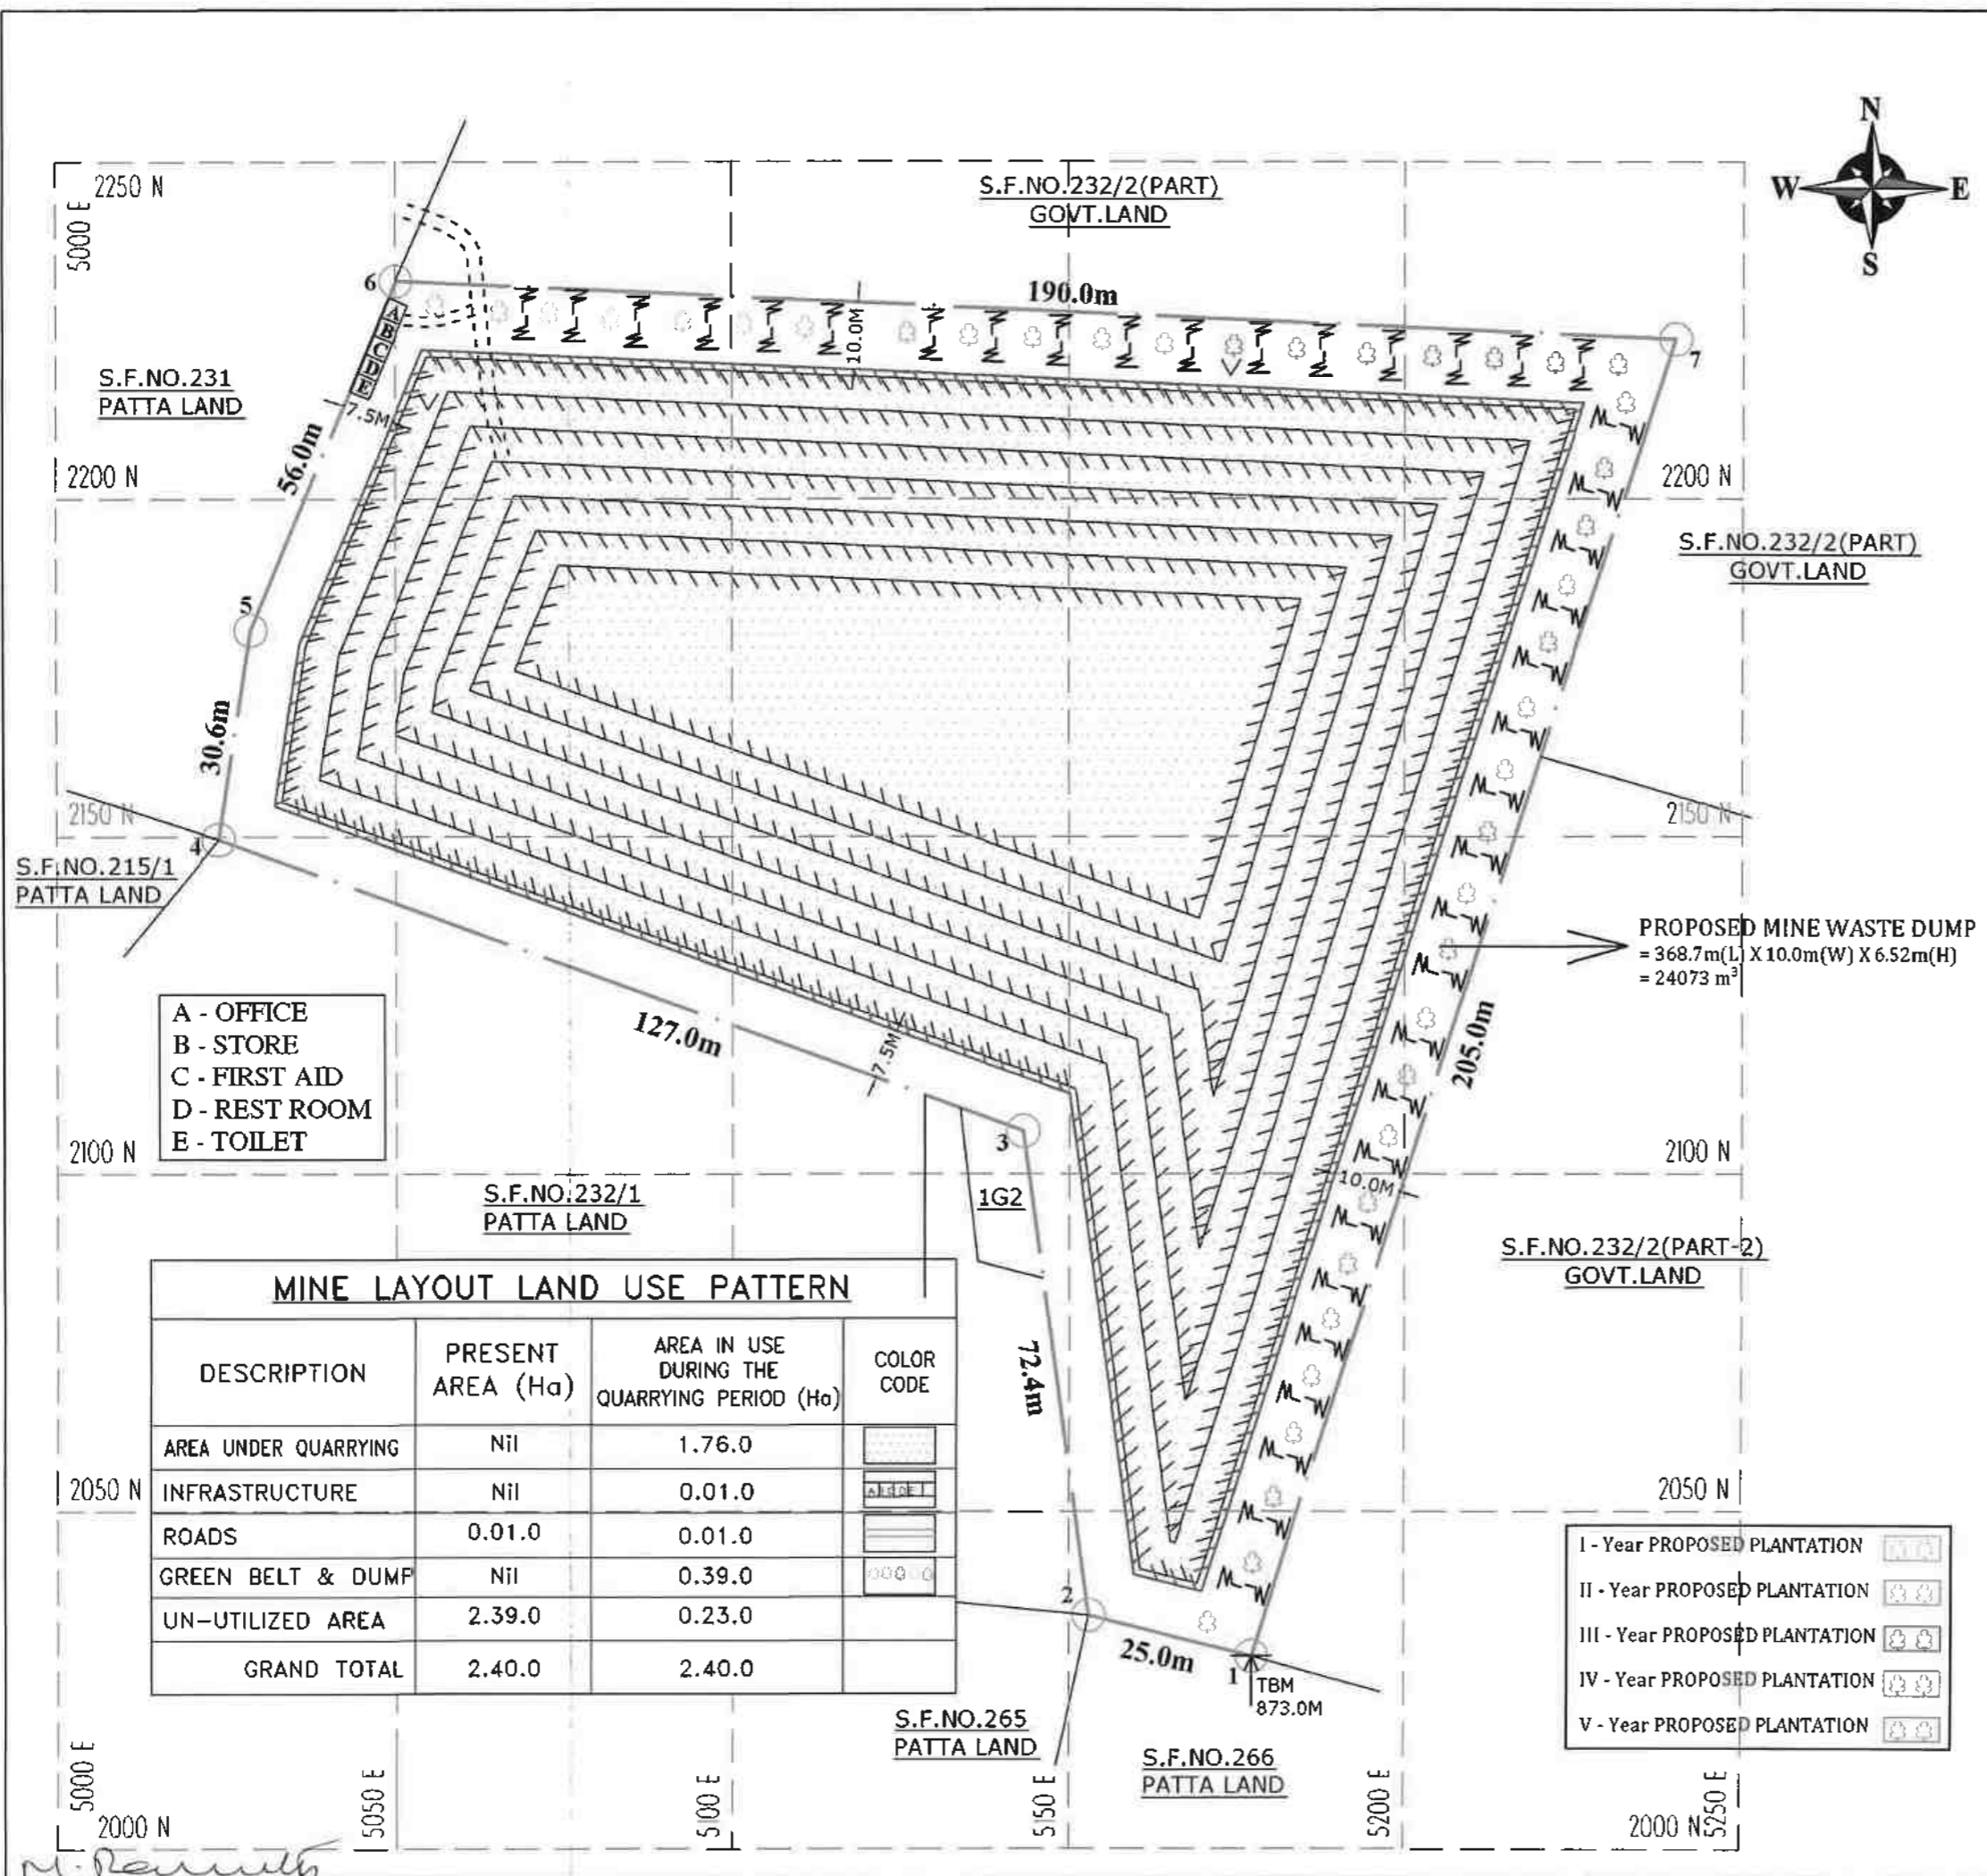 N
W E
S
2250 N
5000 E
S.F.NO.232/2(PART)
GOVT.LAND
6
190.0m
7
A
B
C
D
E
10.0M
S.F.NO.231
PATTA LAND
7.5M
56.0m
2200 N
2200 N
S.F.NO.232/2(PART)
GOVT.LAND
5
30.6m
2150 N
2150 N
4
S.F.NO.215/1
PATTA LAND
PROPOSED MINE WASTE DUMP
= 368.7m(L) X 10.0m(W) X 6.52m(H)
= 24073 m³
A - OFFICE
B - STORE
C - FIRST AID
D - REST ROOM
E - TOILET
127.0m
7.5M
205.0m
3
2100 N
2100 N
10.0M
1G2
S.F.NO.232/1
PATTA LAND
S.F.NO.232/2(PART-2)
GOVT.LAND
72.4m
MINE LAYOUT LAND USE PATTERN
DESCRIPTION
PRESENT
AREA (Ha)
AREA IN USE
DURING THE
QUARRYING PERIOD (Ha)
COLOR
CODE
AREA UNDER QUARRYING Nil 1.76.0
INFRASTRUCTURE Nil 0.01.0 ABCDE
ROADS 0.01.0 0.01.0
GREEN BELT & DUMP Nil 0.39.0
UN-UTILIZED AREA 2.39.0 0.23.0
GRAND TOTAL 2.40.0 2.40.0
2050 N
2050 N
2
25.0m
1
TBM
873.0M
I - Year PROPOSED PLANTATION
II - Year PROPOSED PLANTATION
III - Year PROPOSED PLANTATION
IV - Year PROPOSED PLANTATION
V - Year PROPOSED PLANTATION
S.F.NO.265
PATTA LAND
S.F.NO.266
PATTA LAND
5000 E
5050 E
5100 E
5150 E
5200 E
5250 E
2000 N
2000 N